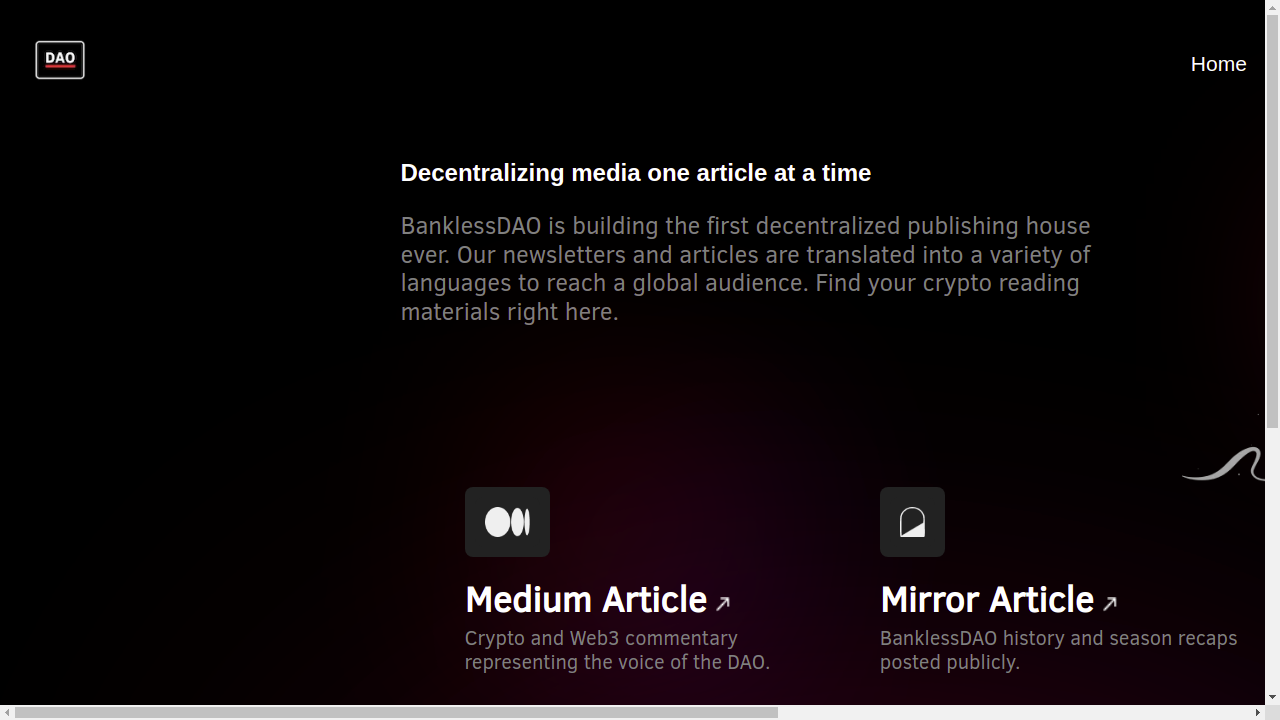 DAO
Home
Decentralizing media one article at a time
BanklessDAO is building the first decentralized publishing house
ever. Our newsletters and articles are translated into a variety of
languages to reach a global audience. Find your crypto reading
materials right here.
Medium Article
Crypto and Web3 commentary
representing the voice of the DAO.
Mirror Article
BanklessDAO history and season recaps
posted publicly.